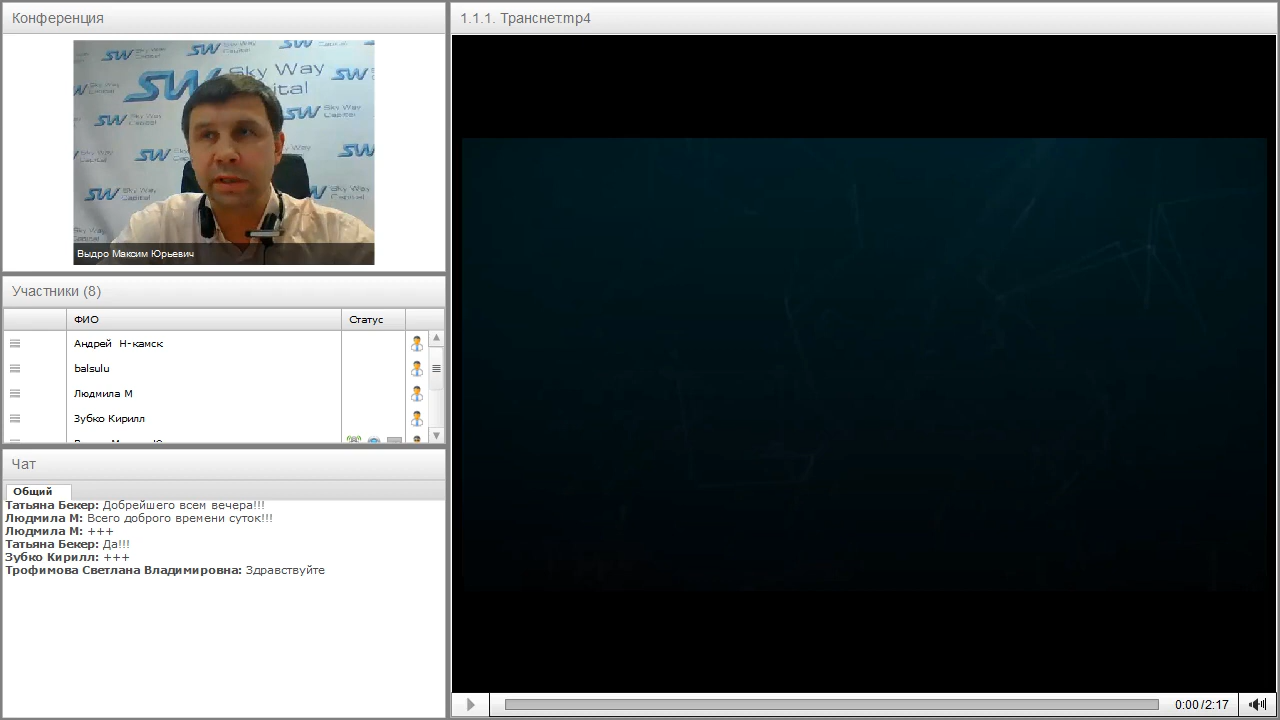 Конференция
SW Sky Way Capital
Выдро Максим Юрьевич
Участники (8)
ФИО
Статус
Андрей Н-камск
balsulu
Людмила М
Зубко Кирилл
Чат
Общий
Татьяна Бекер: Добрейшего всем вечера!!!
Людмила М: Всего доброго времени суток!!!
Людмила М: +++
Татьяна Бекер: Да!!!
Зубко Кирилл: +++
Трофимова Светлана Владимировна: Здравствуйте
1.1.1. Транснет.mp4
0:00/2:17